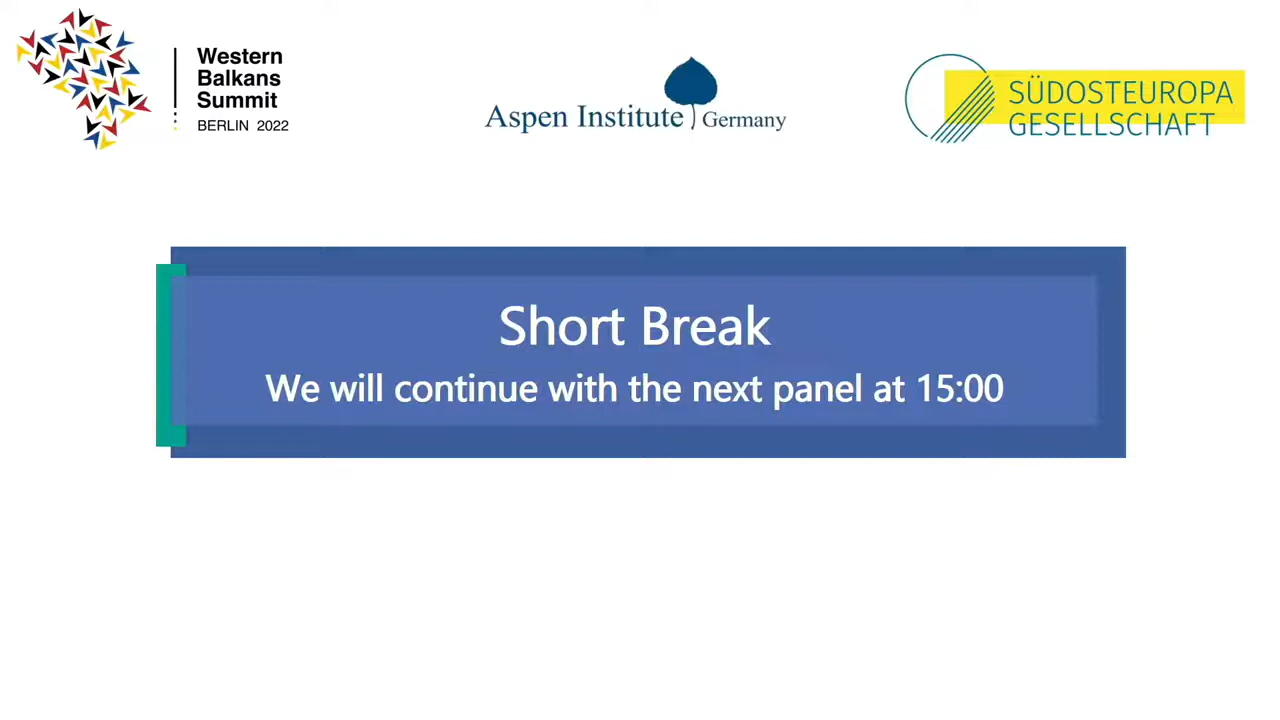 Western
Balkans
Summit
BERLIN 2022
Aspen Institute Germany
SÜDOSTEUROPA
GESELLSCHAFT
Short Break
We will continue with the next panel at 15:00